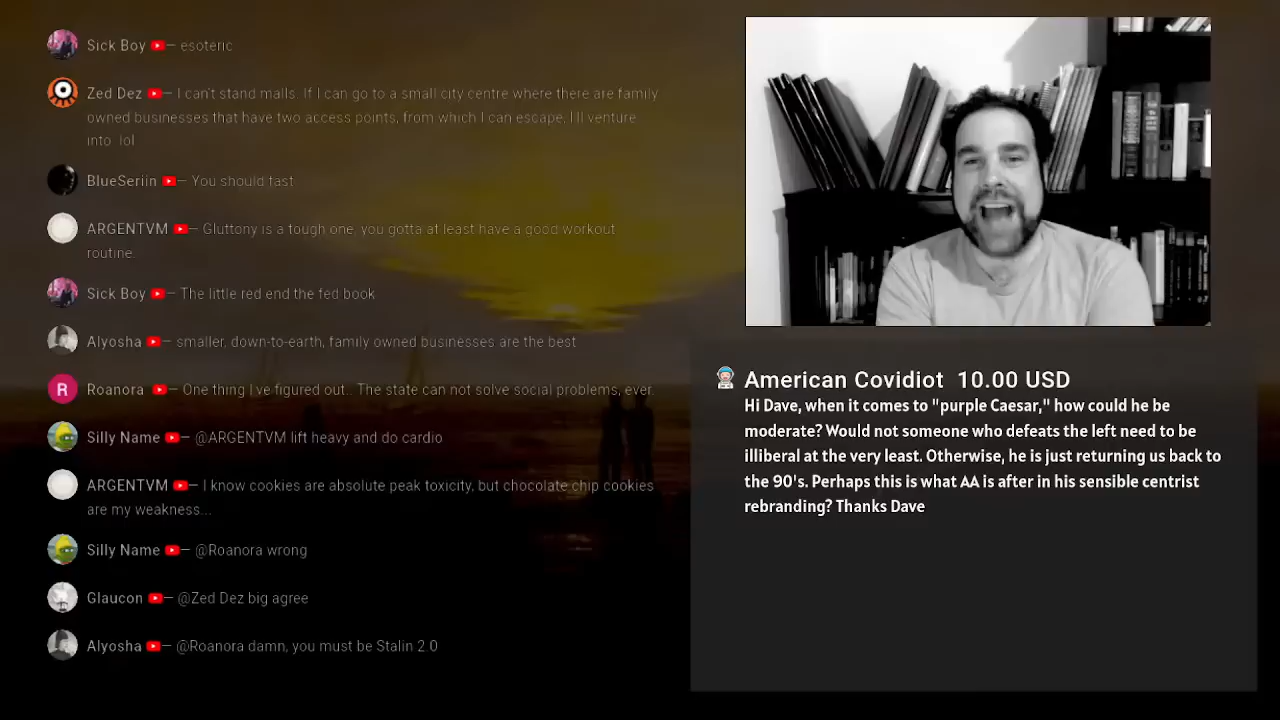 Sick Boy — esoteric
Zed Dez — I can't stand malls. If I can go to a small city centre where there are family
owned businesses that have two access points, from which I can escape, I'll venture
into lol
BlueSeriin — You should fast
ARGENTVM — Gluttony is a tough one, you gotta at least have a good workout
routine.
Sick Boy — The little red end the fed book
Alyosha — smaller, down-to-earth, family owned businesses are the best
R
Roanora — One thing I've figured out.. The state can not solve social problems, ever.
Silly Name — @ARGENTVM lift heavy and do cardio
ARGENTVM — I know cookies are absolute peak toxicity, but chocolate chip cookies
are my weakness...
Silly Name — @Roanora wrong
Glaucon — @Zed Dez big agree
Alyosha — @Roanora damn, you must be Stalin 2.0
American Covidiot 10.00 USD
Hi Dave, when it comes to "purple Caesar," how could he be
moderate? Would not someone who defeats the left need to be
illiberal at the very least. Otherwise, he is just returning us back to
the 90's. Perhaps this is what AA is after in his sensible centrist
rebranding? Thanks Dave